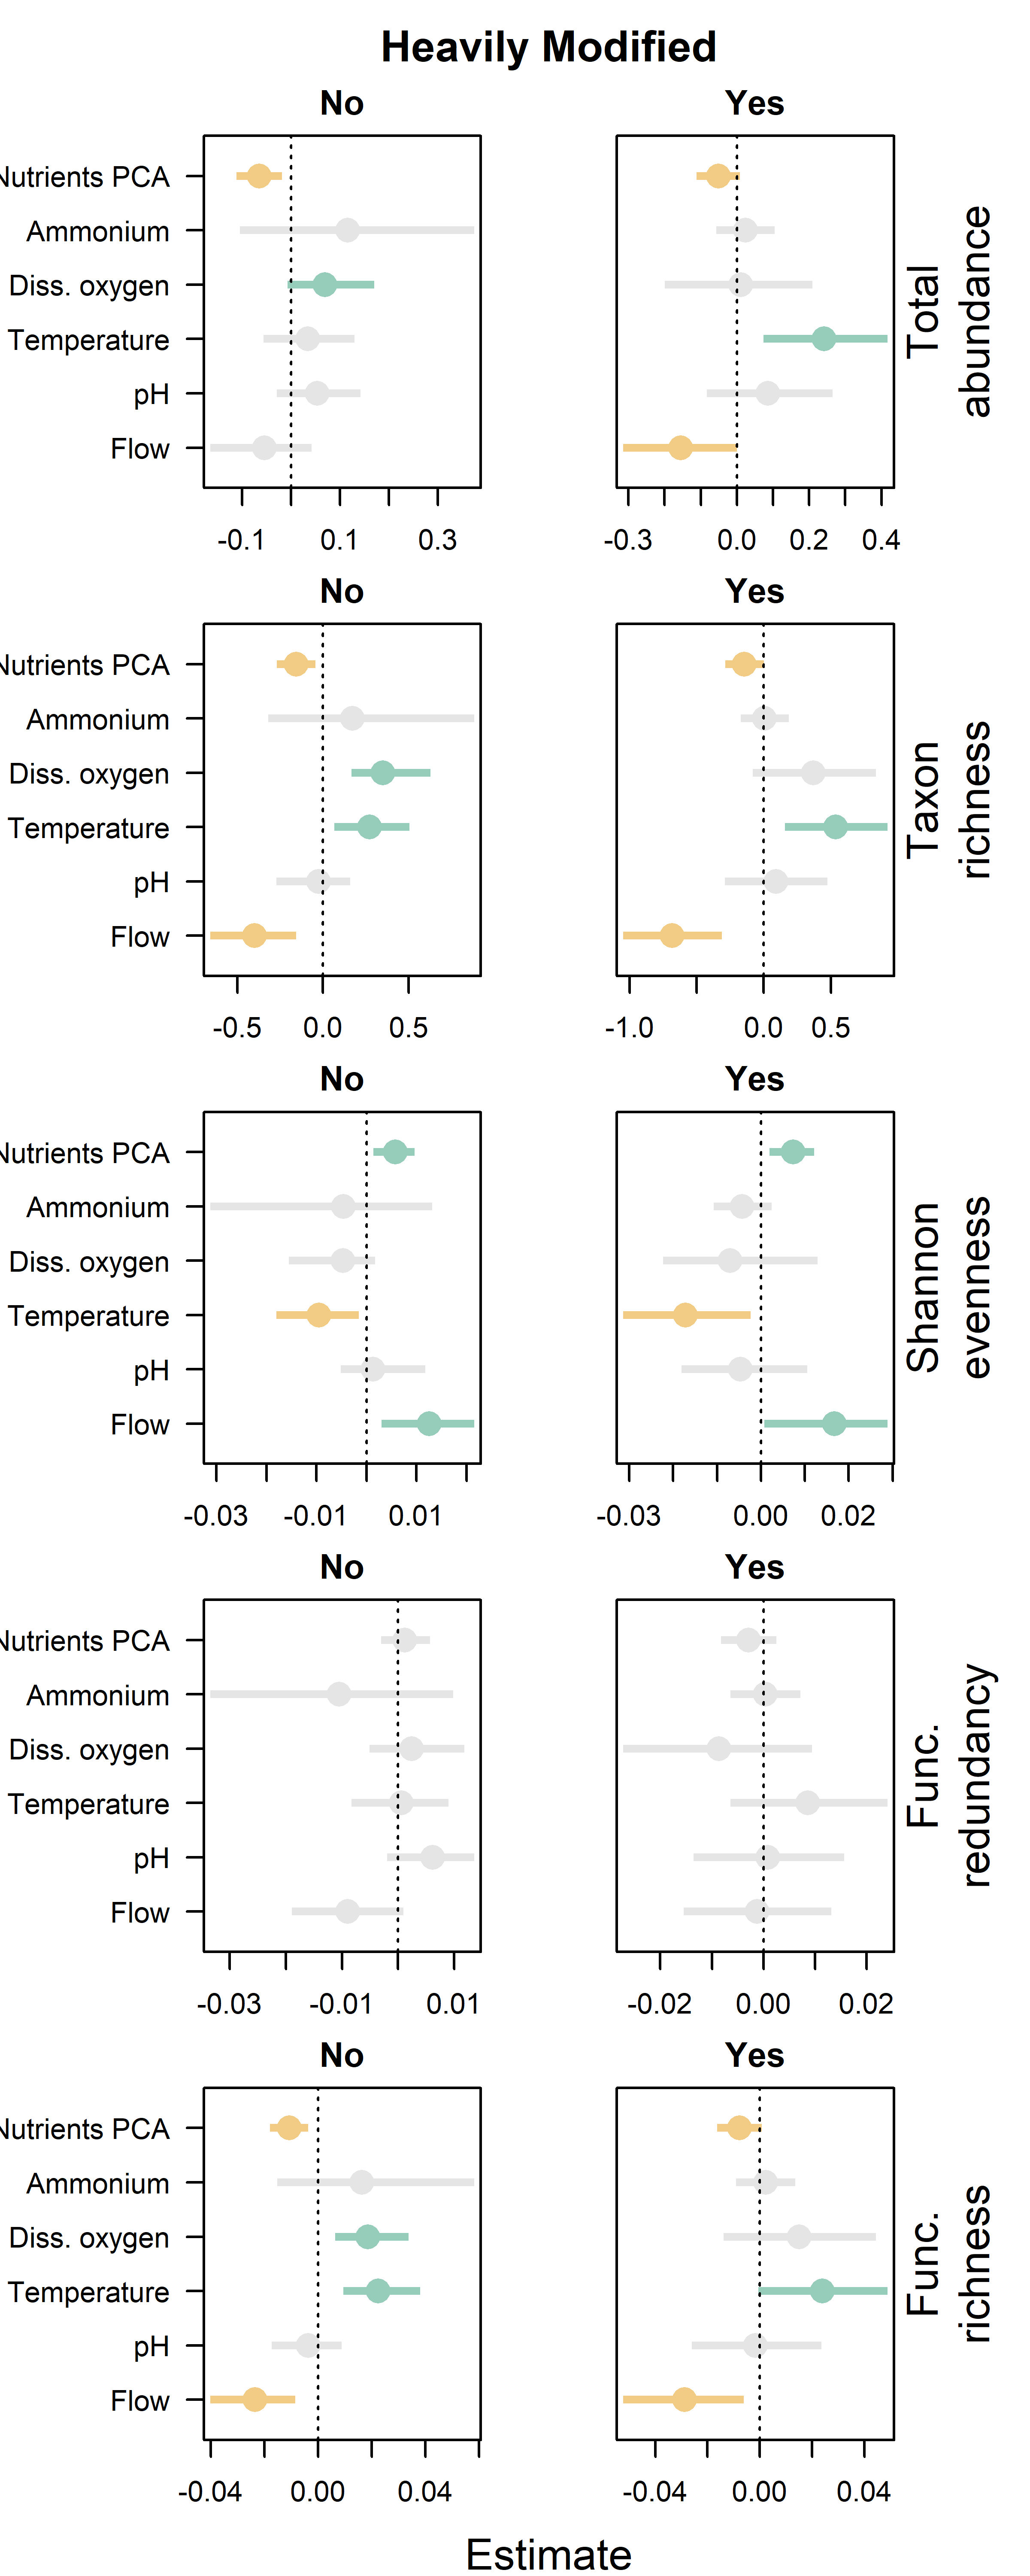 Heavily Modified
No
Yes
Nutrients PCA
Ammonium
Diss. oxygen
Temperature
pH
Flow
-0.1 0.1 0.3
-0.3 0.0 0.2 0.4
Total
abundance
No
Yes
Nutrients PCA
Ammonium
Diss. oxygen
Temperature
pH
Flow
-0.5 0.0 0.5
-1.0 0.0 0.5
Taxon
richness
No
Yes
Nutrients PCA
Ammonium
Diss. oxygen
Temperature
pH
Flow
-0.03 -0.01 0.01
-0.03 0.00 0.02
Shannon
evenness
No
Yes
Nutrients PCA
Ammonium
Diss. oxygen
Temperature
pH
Flow
-0.03 -0.01 0.01
-0.02 0.00 0.02
Func.
redundancy
No
Yes
Nutrients PCA
Ammonium
Diss. oxygen
Temperature
pH
Flow
-0.04 0.00 0.04
-0.04 0.00 0.04
Func.
richness
Estimate